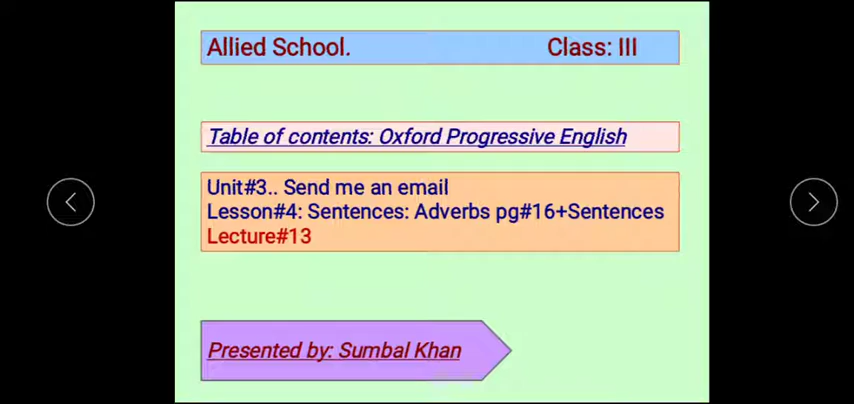 Allied School. Class: III
Table of contents: Oxford Progressive English
Unit#3.. Send me an email
Lesson#4: Sentences: Adverbs pg#16+Sentences
Lecture#13
Presented by: Sumbal Khan